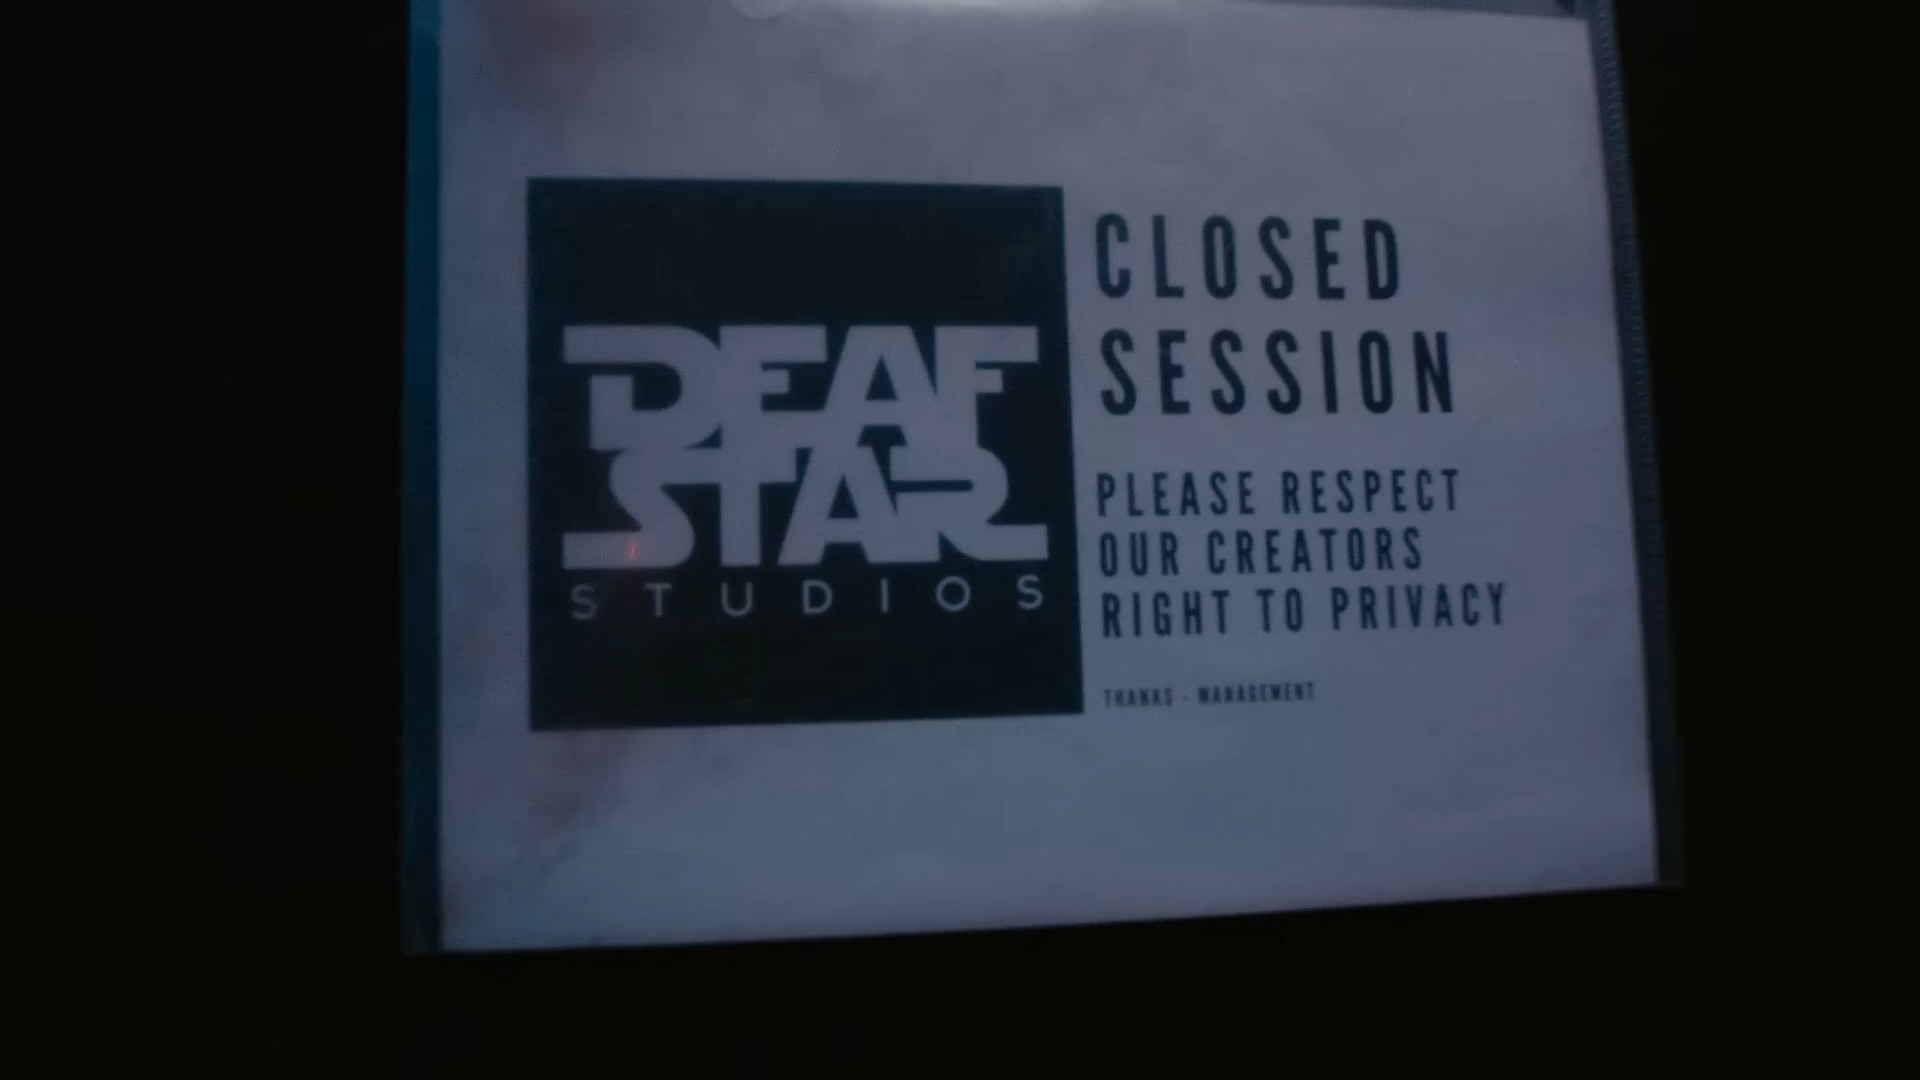 DEAF
STAR
STUDIOS
CLOSED
SESSION
PLEASE RESPECT
OUR CREATORS
RIGHT TO PRIVACY
THANKS - MANAGEMENT